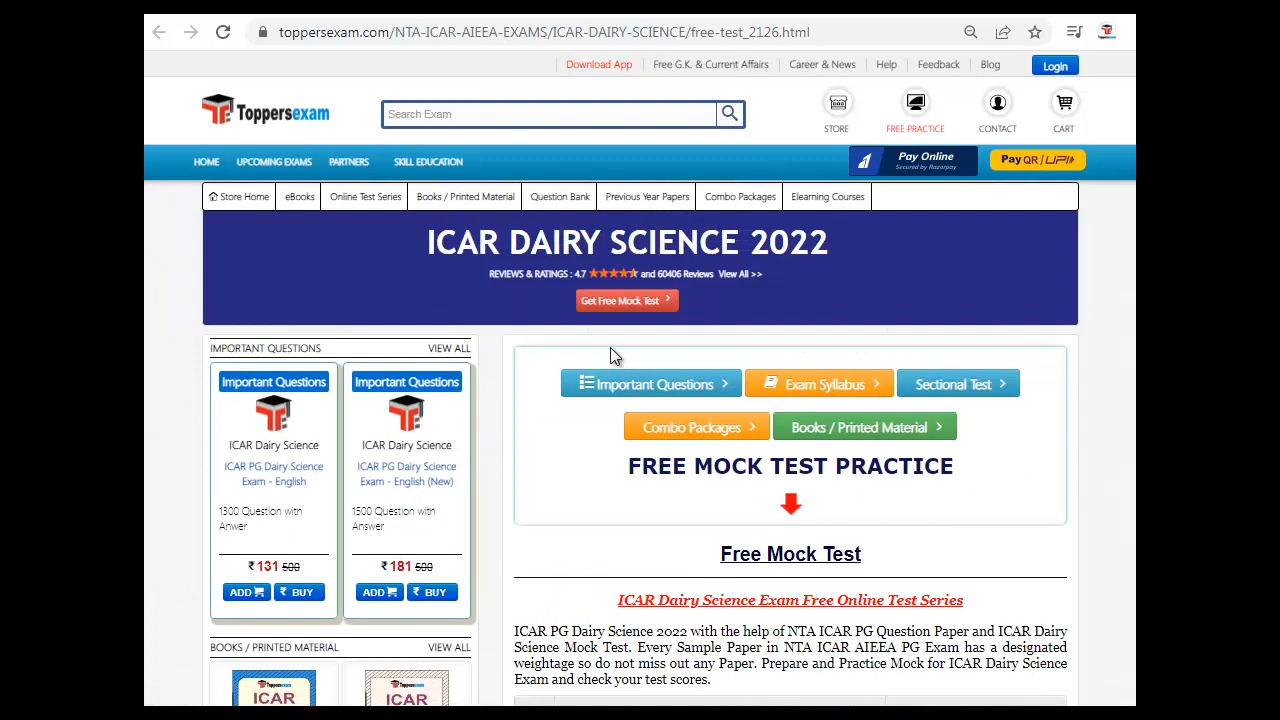 toppersexam.com/NTA-ICAR-AIEEA-EXAMS/ICAR-DAIRY-SCIENCE/free-test_2126.html
Download App Free G.K. & Current Affairs Career & News Help Feedback Blog Login
Toppersexam
Search Exam
STORE FREE PRACTICE CONTACT CART
HOME UPCOMING EXAMS PARTNERS SKILL EDUCATION
Pay Online
Secured by Razorpay
Pay QR / UPI
Store Home eBooks Online Test Series Books / Printed Material Question Bank Previous Year Papers Combo Packages Elearning Courses
ICAR DAIRY SCIENCE 2022
REVIEWS & RATINGS : 4.7 and 60406 Reviews View All >>
Get Free Mock Test
IMPORTANT QUESTIONS VIEW ALL
Important Questions
ICAR Dairy Science
ICAR PG Dairy Science
Exam - English
1300 Question with
Anwer
₹ 131 500
ADD ₹ BUY
Important Questions
ICAR Dairy Science
ICAR PG Dairy Science
Exam - English (New)
1500 Question with
Answer
₹ 181 500
ADD ₹ BUY
BOOKS / PRINTED MATERIAL VIEW ALL
Toppersexam
ICAR
Toppersexam
ICAR
Important Questions Exam Syllabus Sectional Test
Combo Packages Books / Printed Material
FREE MOCK TEST PRACTICE
Free Mock Test
ICAR Dairy Science Exam Free Online Test Series
ICAR PG Dairy Science 2022 with the help of NTA ICAR PG Question Paper and ICAR Dairy
Science Mock Test. Every Sample Paper in NTA ICAR AIEEA PG Exam has a designated
weightage so do not miss out any Paper. Prepare and Practice Mock for ICAR Dairy Science
Exam and check your test scores.